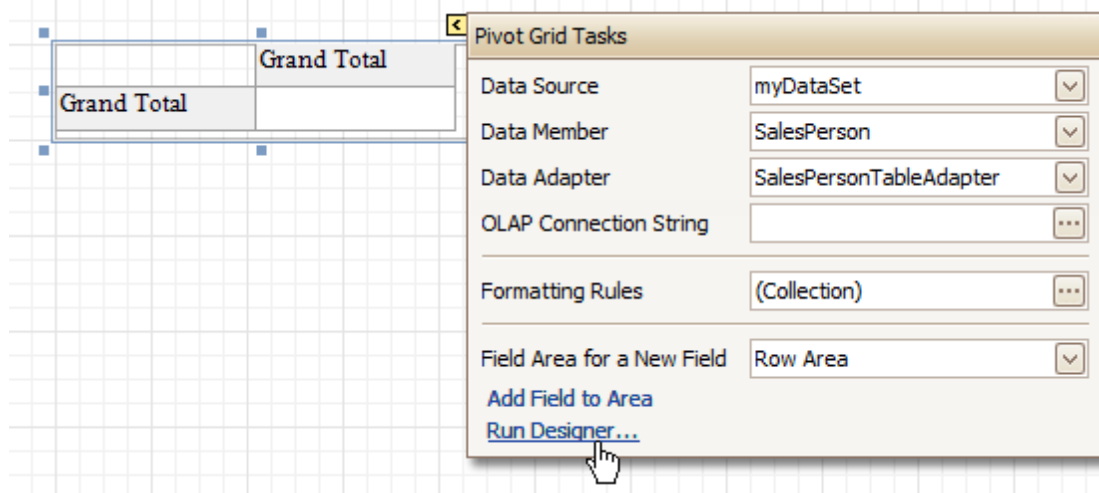 Grand Total
Grand Total
Pivot Grid Tasks
Data Source myDataSet
Data Member SalesPerson
Data Adapter SalesPersonTableAdapter
OLAP Connection String
Formatting Rules (Collection)
Field Area for a New Field Row Area
Add Field to Area
Run Designer...